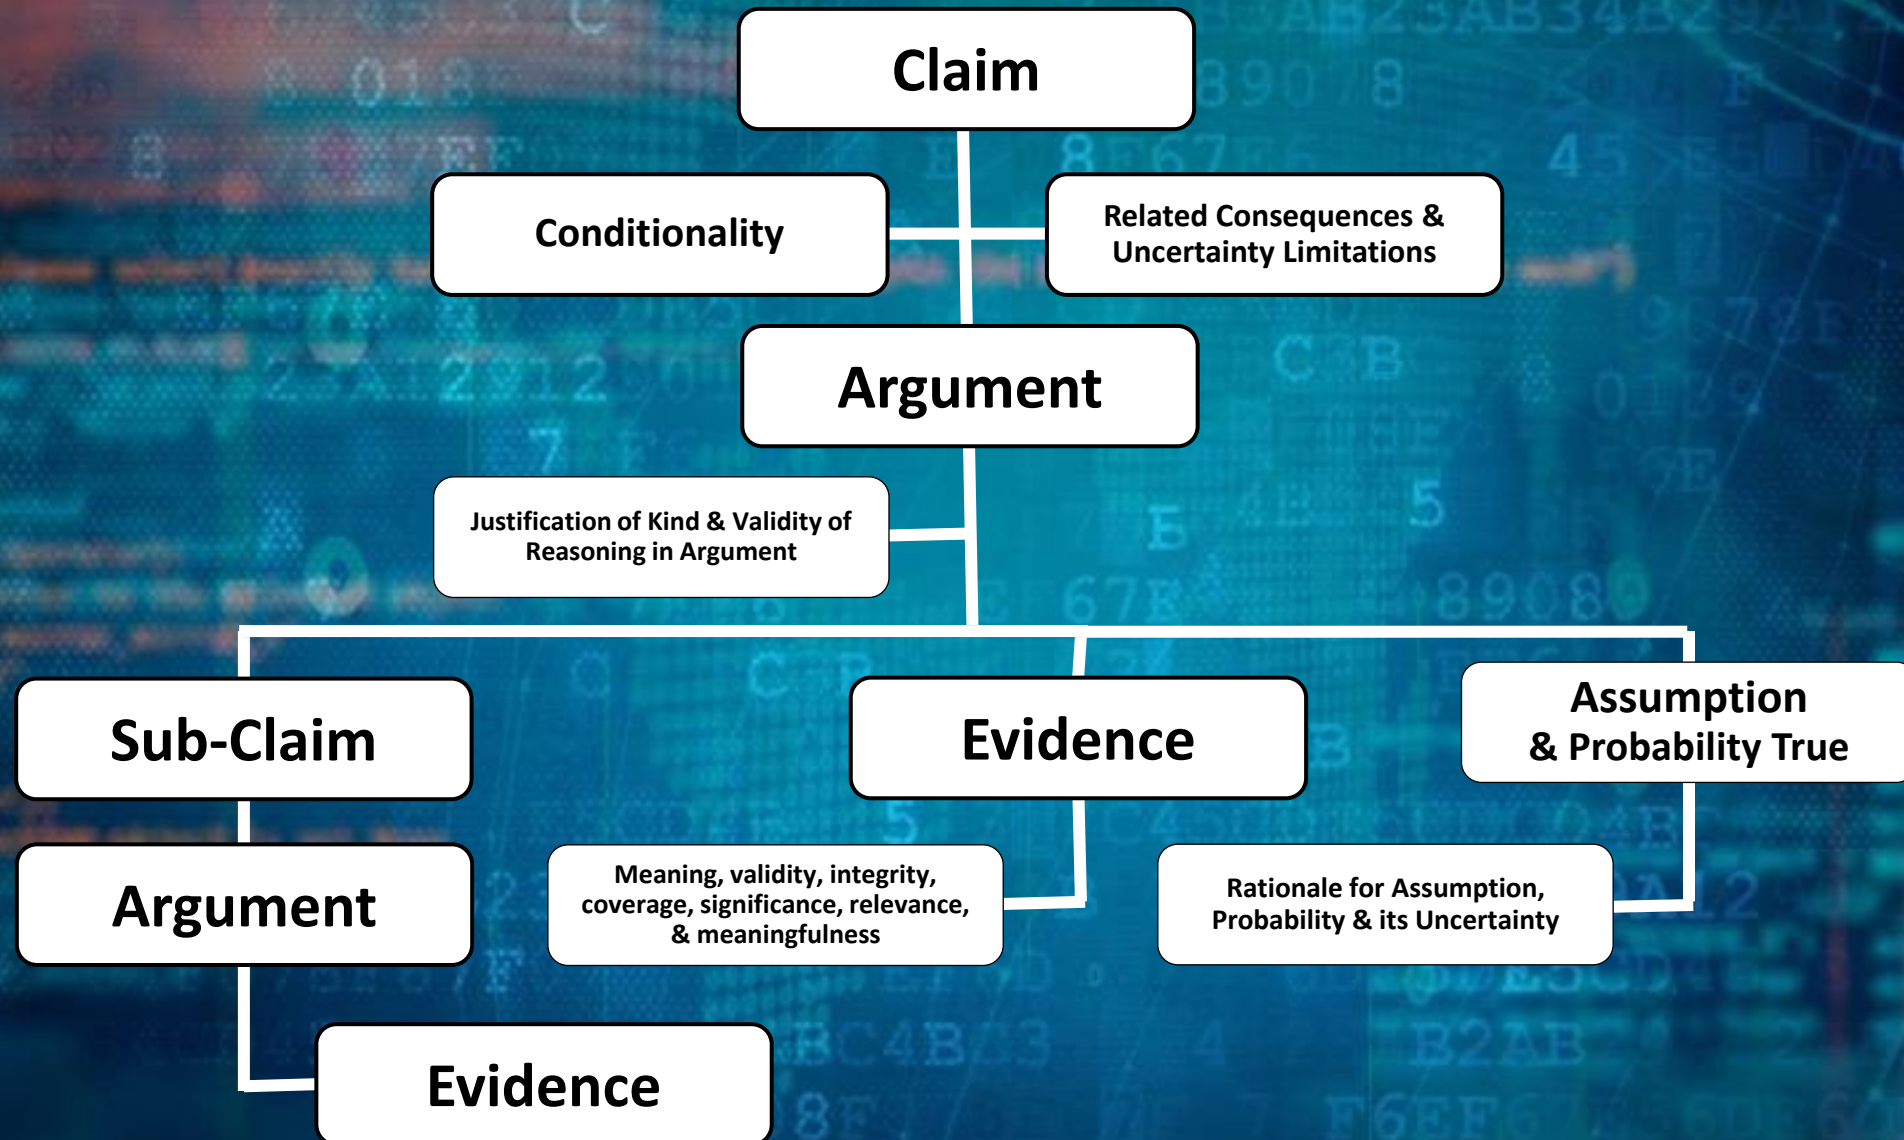 Claim
Conditionality
Related Consequences &
Uncertainty Limitations
Argument
Justification of Kind & Validity of
Reasoning in Argument
Sub-Claim
Evidence
Assumption
& Probability True
Argument
Meaning, validity, integrity,
coverage, significance, relevance,
& meaningfulness
Rationale for Assumption,
Probability & its Uncertainty
Evidence